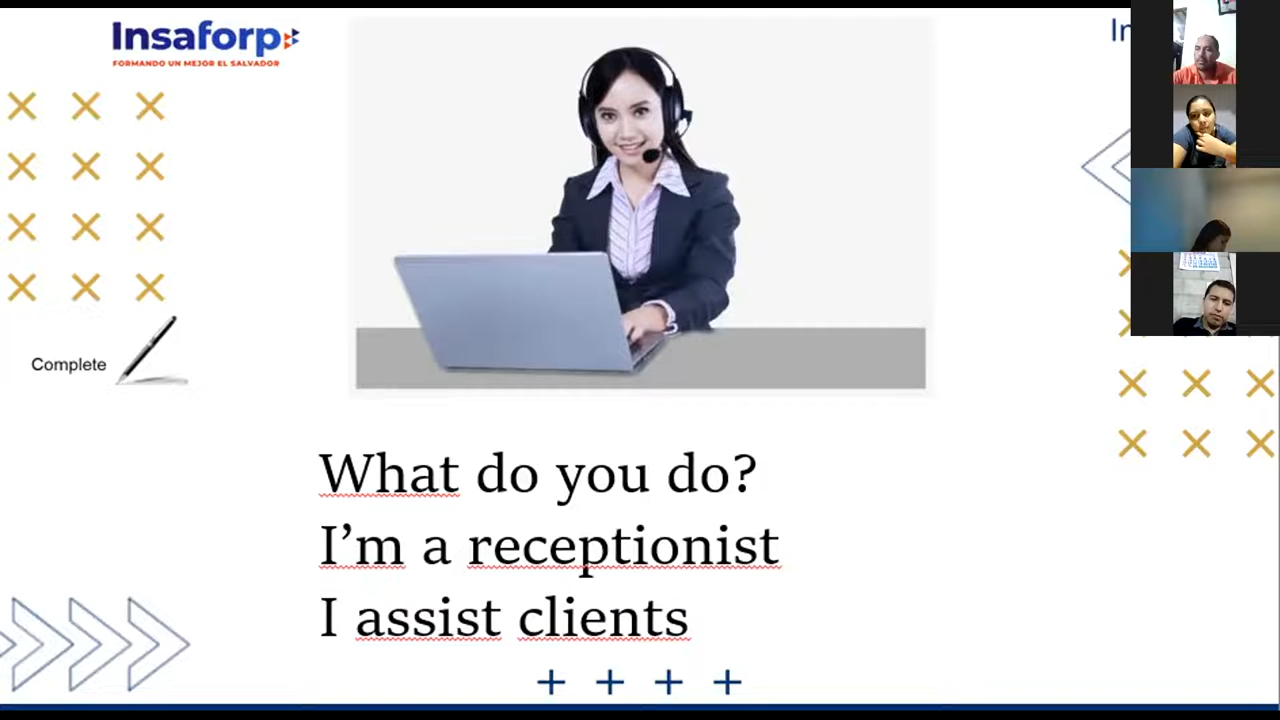 Insaforp
FORMANDO UN MEJOR EL SALVADOR
Complete
What do you do?
I'm a receptionist
I assist clients